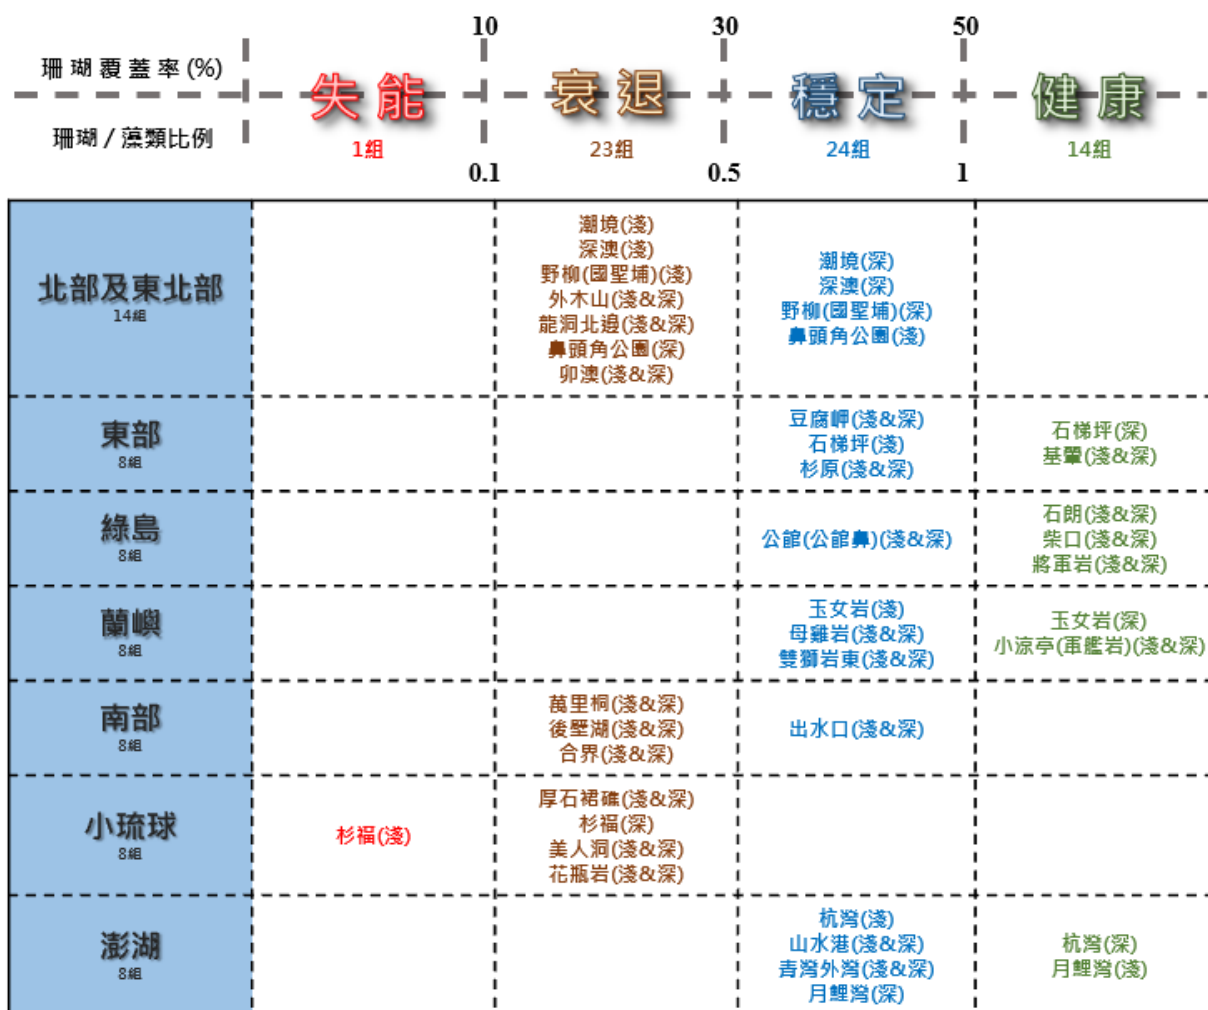 10 30 50
珊瑚覆蓋率(%)
失能 衰退 穩定 健康
珊瑚/藻類比例
1組 23組 24組 14組
0.1 0.5 1
北部及東北部
14組
潮境(淺)
深澳(淺)
野柳(國聖埔)(淺)
外木山(淺&深)
龍洞北邊(淺&深)
鼻頭角公園(深)
卯澳(淺&深)
潮境(深)
深澳(深)
野柳(國聖埔)(深)
鼻頭角公園(淺)
東部
8組
豆腐岬(淺&深)
石梯坪(淺)
杉原(淺&深)
石梯坪(深)
基翬(淺&深)
綠島
8組
公館(公館鼻)(淺&深)
石朗(淺&深)
柴口(淺&深)
將軍岩(淺&深)
蘭嶼
8組
玉女岩(淺)
母雞岩(淺&深)
雙獅岩東(淺&深)
玉女岩(深)
小涼亭(軍艦岩)(淺&深)
南部
8組
萬里桐(淺&深)
後壁湖(淺&深)
合界(淺&深)
出水口(淺&深)
小琉球
8組
杉福(淺)
厚石裙礁(淺&深)
杉福(深)
美人洞(淺&深)
花瓶岩(淺&深)
澎湖
8組
杭灣(淺)
山水港(淺&深)
青灣外灣(淺&深)
月鯉灣(深)
杭灣(深)
月鯉灣(淺)